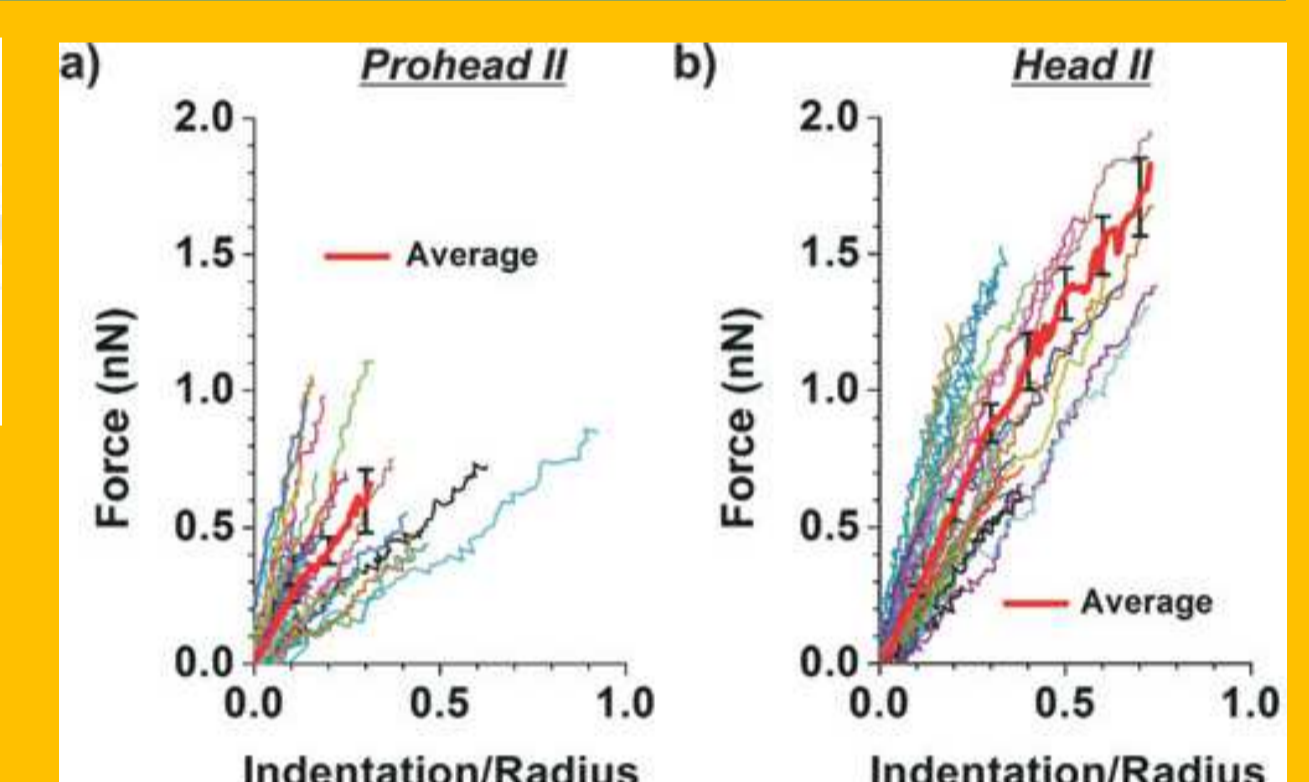 a)
Prohead II
2.0
1.5
1.0
0.5
0.0
Average
Force (nN)
0.0 0.5 1.0
Indentation/Radius
b)
Head II
2.0
1.5
1.0
0.5
0.0
Average
Force (nN)
0.0 0.5 1.0
Indentation/Radius